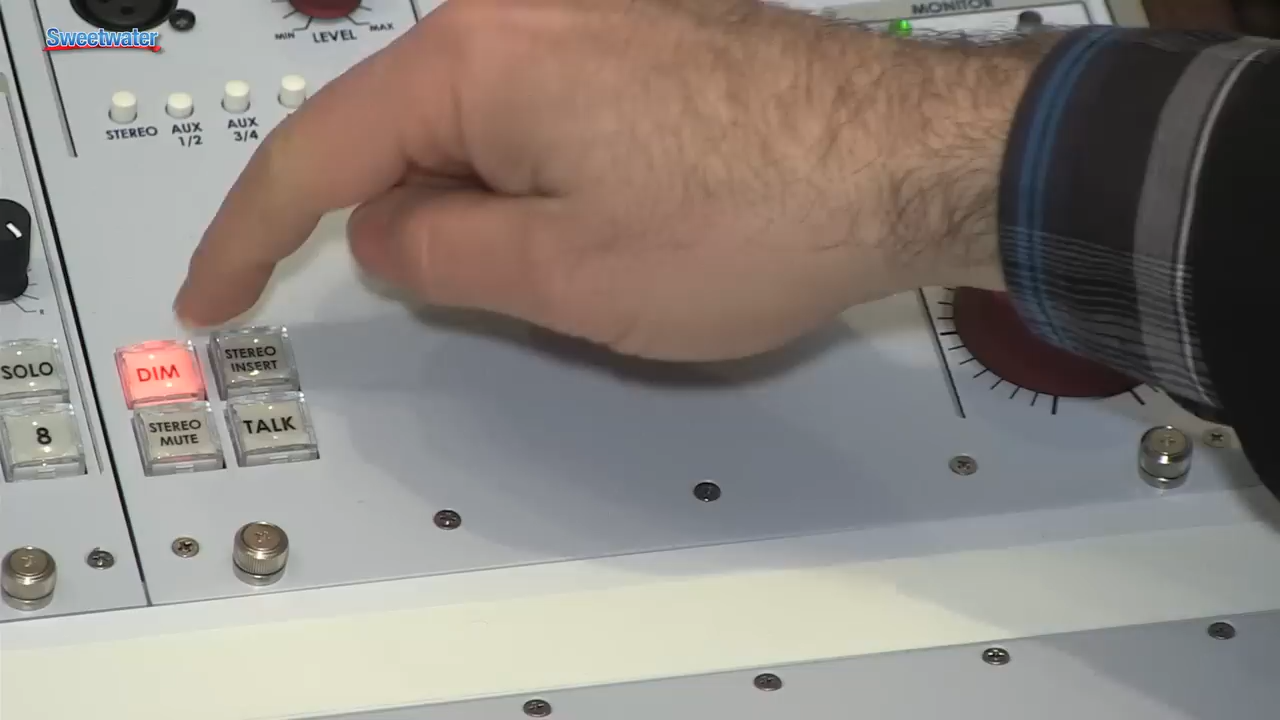 Sweetwater
MONITOR
MIN
MAX
LEVEL
STEREO
AUX
1/2
AUX
3/4
SOLO
8
DIM
STEREO
INSERT
STEREO
MUTE
TALK